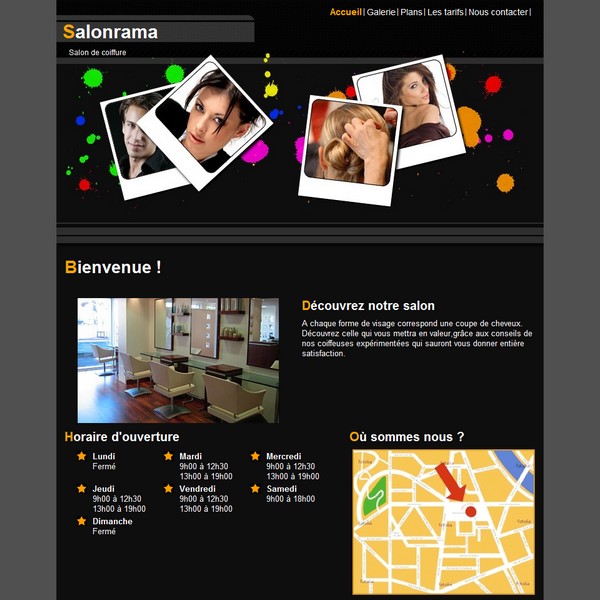 Accueil| Galerie| Plans| Les tarifs| Nous contacter|
Salonrama
Salon de coiffure
Bienvenue !
Découvrez notre salon
A chaque forme de visage correspond une coupe de cheveux.
Découvrez celle qui vous mettra en valeur,grâce aux conseils de
nos coiffeuses expérimentées qui sauront vous donner entière
satisfaction.
Horaire d'ouverture
Lundi
Fermé
Mardi
9h00 à 12h30
13h00 à 19h00
Mercredi
9h00 à 12h30
13h00 à 19h00
Jeudi
9h00 à 12h30
13h00 à 19h00
Vendredi
9h00 à 12h30
13h00 à 19h00
Samedi
9h00 à 18h00
Dimanche
Fermé
Où sommes nous ?